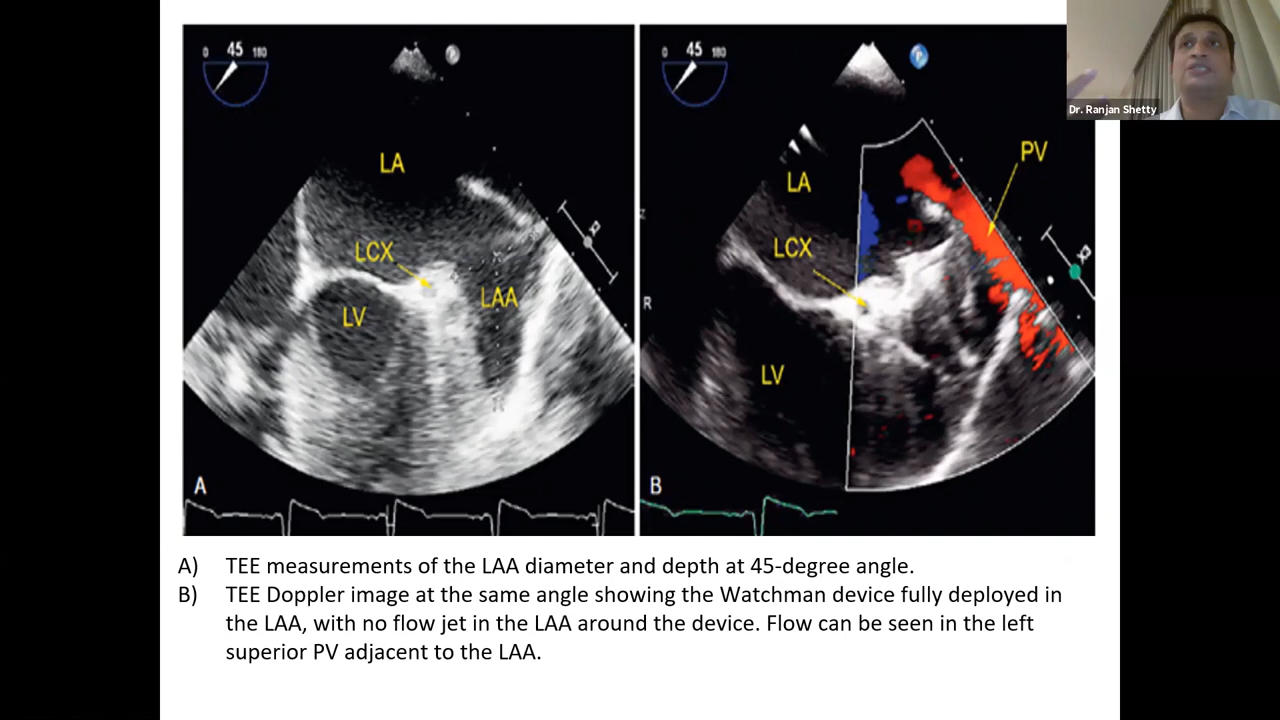 0 45 180
P
LA
LCX
LAA
LV
A
0 45 180
P
PV
LA
LCX
R
LV
B
Dr. Ranjan Shetty
A) TEE measurements of the LAA diameter and depth at 45-degree angle.
B) TEE Doppler image at the same angle showing the Watchman device fully deployed in
the LAA, with no flow jet in the LAA around the device. Flow can be seen in the left
superior PV adjacent to the LAA.